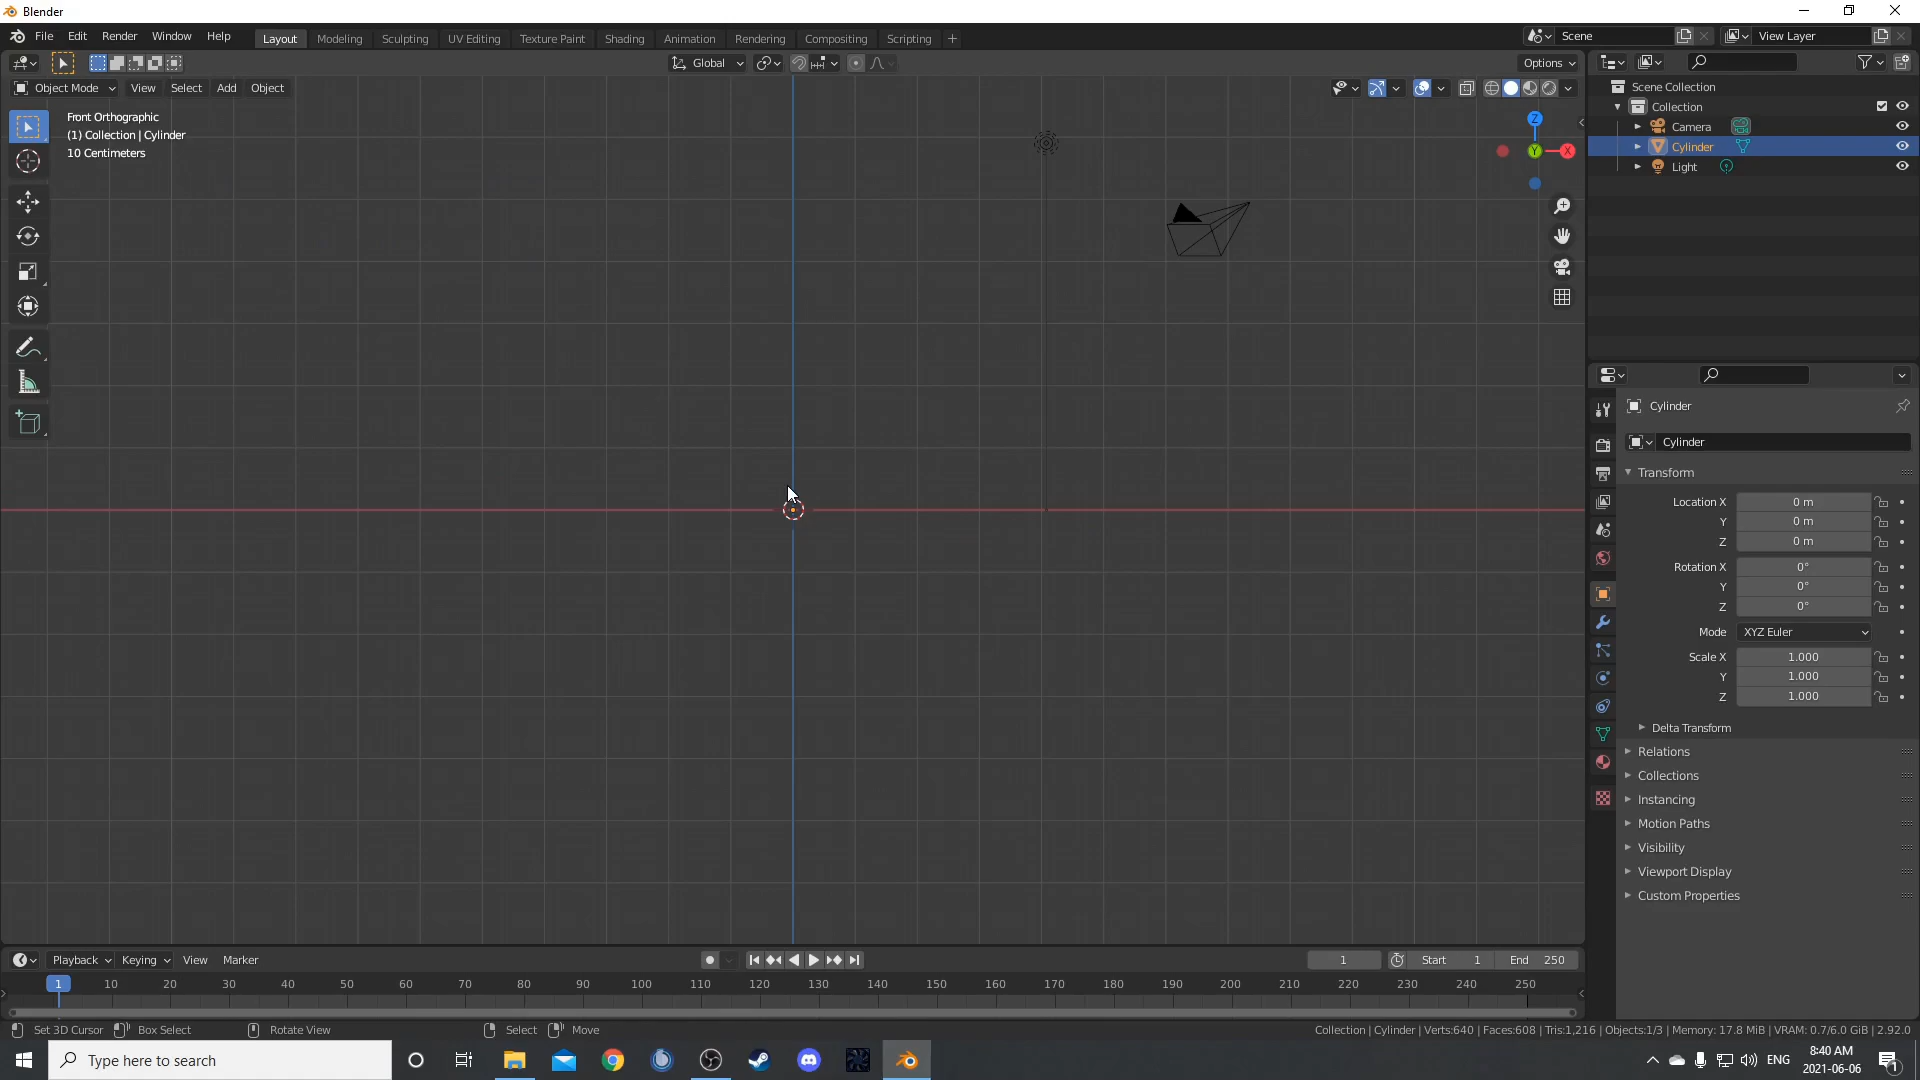 Blender
File Edit Render Window Help
Layout Modeling Sculpting UV Editing Texture Paint Shading Animation Rendering Compositing Scripting +
Scene
View Layer
Global
Options
Object Mode View Select Add Object
Front Orthographic
(1) Collection | Cylinder
10 Centimeters
Z
Y
X
Scene Collection
Collection
Camera
Cylinder
Light
Cylinder
Cylinder
Transform
Location X 0 m
Y 0 m
Z 0 m
Rotation X 0°
Y 0°
Z 0°
Mode XYZ Euler
Scale X 1.000
Y 1.000
Z 1.000
Delta Transform
Relations
Collections
Instancing
Motion Paths
Visibility
Viewport Display
Custom Properties
Playback Keying View Marker
1 Start 1 End 250
1 10 20 30 40 50 60 70 80 90 100 110 120 130 140 150 160 170 180 190 200 210 220 230 240 250
Set 3D Cursor Box Select Rotate View Select Move
Collection | Cylinder | Verts:640 | Faces:608 | Tris:1,216 | Objects:1/3 | Memory: 17.8 MiB | VRAM: 0.7/6.0 GiB | 2.92.0
Type here to search
ENG
8:40 AM
2021-06-06
1